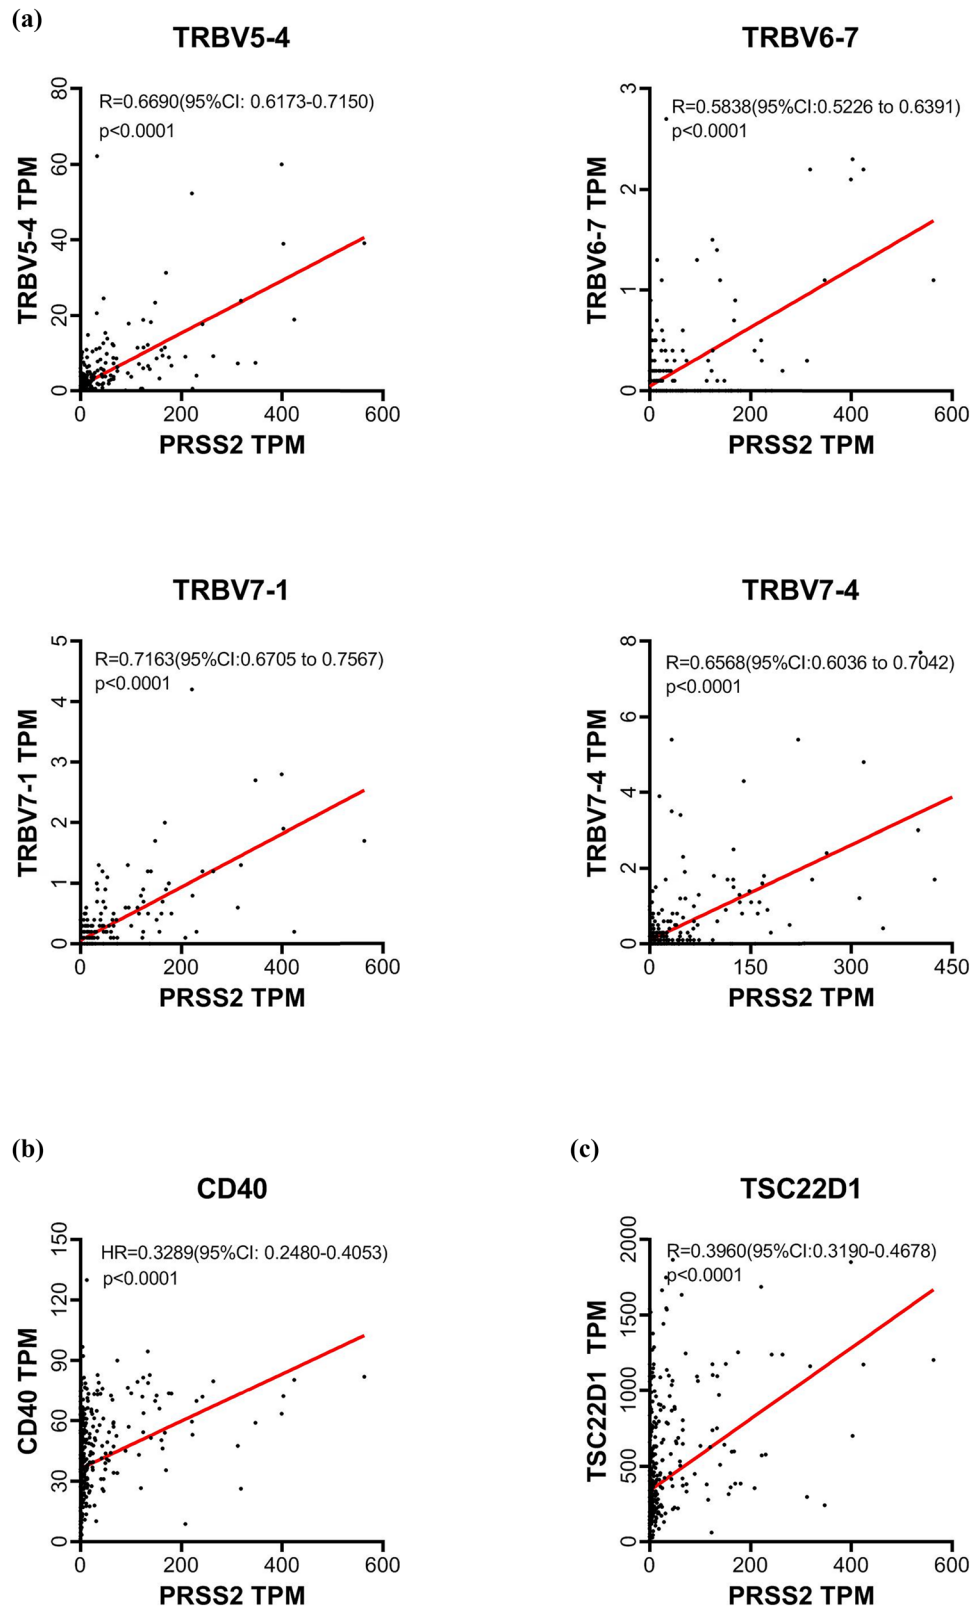 (a)
TRBV5-4
R=0.6690(95%CI: 0.6173-0.7150)
p<0.0001
TRBV5-4 TPM
80
60
40
20
0
0 200 400 600
PRSS2 TPM
TRBV6-7
R=0.5838(95%CI:0.5226 to 0.6391)
p<0.0001
TRBV6-7 TPM
3
2
1
0
0 200 400 600
PRSS2 TPM
TRBV7-1
R=0.7163(95%CI:0.6705 to 0.7567)
p<0.0001
TRBV7-1 TPM
5
4
3
2
1
0
0 200 400 600
PRSS2 TPM
TRBV7-4
R=0.6568(95%CI:0.6036 to 0.7042)
p<0.0001
TRBV7-4 TPM
8
6
4
2
0
0 150 300 450
PRSS2 TPM
(b)
CD40
HR=0.3289(95%CI: 0.2480-0.4053)
p<0.0001
CD40 TPM
150
120
90
60
30
0
0 200 400 600
PRSS2 TPM
(c)
TSC22D1
R=0.3960(95%CI:0.3190-0.4678)
p<0.0001
TSC22D1 TPM
2000
1500
1000
500
0
0 200 400 600
PRSS2 TPM